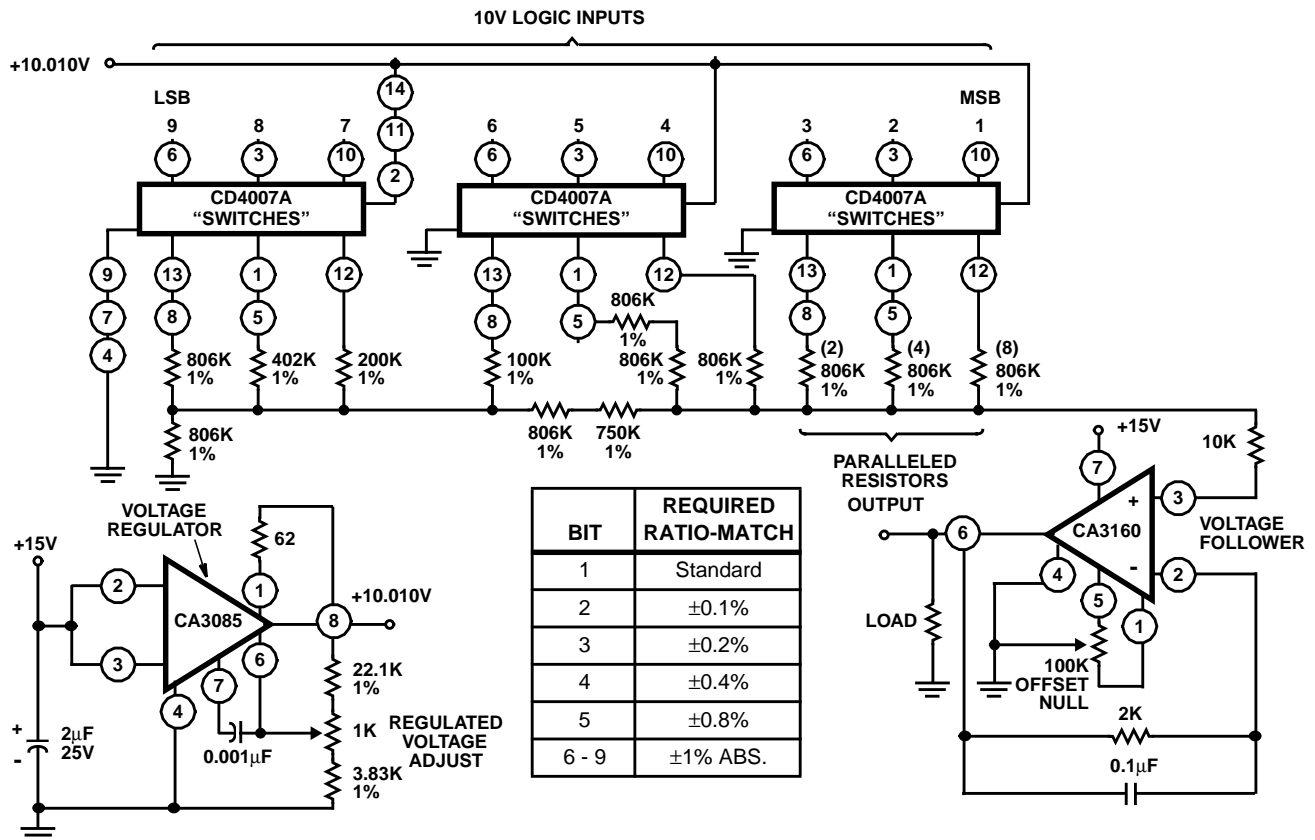 10V LOGIC INPUTS
+10.010V
LSB
MSB
9 8 7 6 5 4 3 2 1
14
11
2
6 3 10 6 3 10 6 3 10
CD4007A
“SWITCHES”
CD4007A
“SWITCHES”
CD4007A
“SWITCHES”
9
7
4
13 1 12
8 5
13 1 12
8 5
13 1 12
8 5
806K
1%
402K
1%
200K
1%
100K
1%
806K
1%
806K
1%
806K
1%
(2)
806K
1%
(4)
806K
1%
(8)
806K
1%
806K
1%
806K
1%
750K
1%
PARALLELED
RESISTORS
OUTPUT
+15V
10K
7
3
+
CA3160
-
6
2
4
5
1
VOLTAGE
FOLLOWER
LOAD
100K
OFFSET
NULL
2K
0.1µF
VOLTAGE
REGULATOR
+15V
62
2
3
CA3085
1
8
+10.010V
6
7
4
22.1K
1%
1K
REGULATED
VOLTAGE
ADJUST
3.83K
1%
0.001µF
+
-
2µF
25V
BIT REQUIRED
RATIO-MATCH
1 Standard
2 ±0.1%
3 ±0.2%
4 ±0.4%
5 ±0.8%
6 - 9 ±1% ABS.